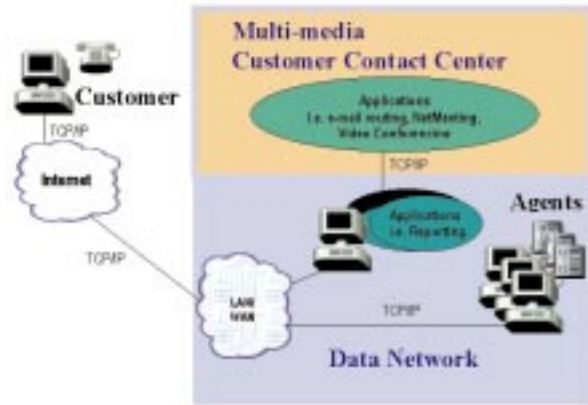 Multi-media
Customer Contact Center
Customer
Applications
i.e. e-mail routing, NetMeeting,
Video Conferencing
TCP/IP
TCP/IP
Internet
Agents
Applications
i.e. Reporting
TCP/IP
LAN/
WAN
TCP/IP
Data Network